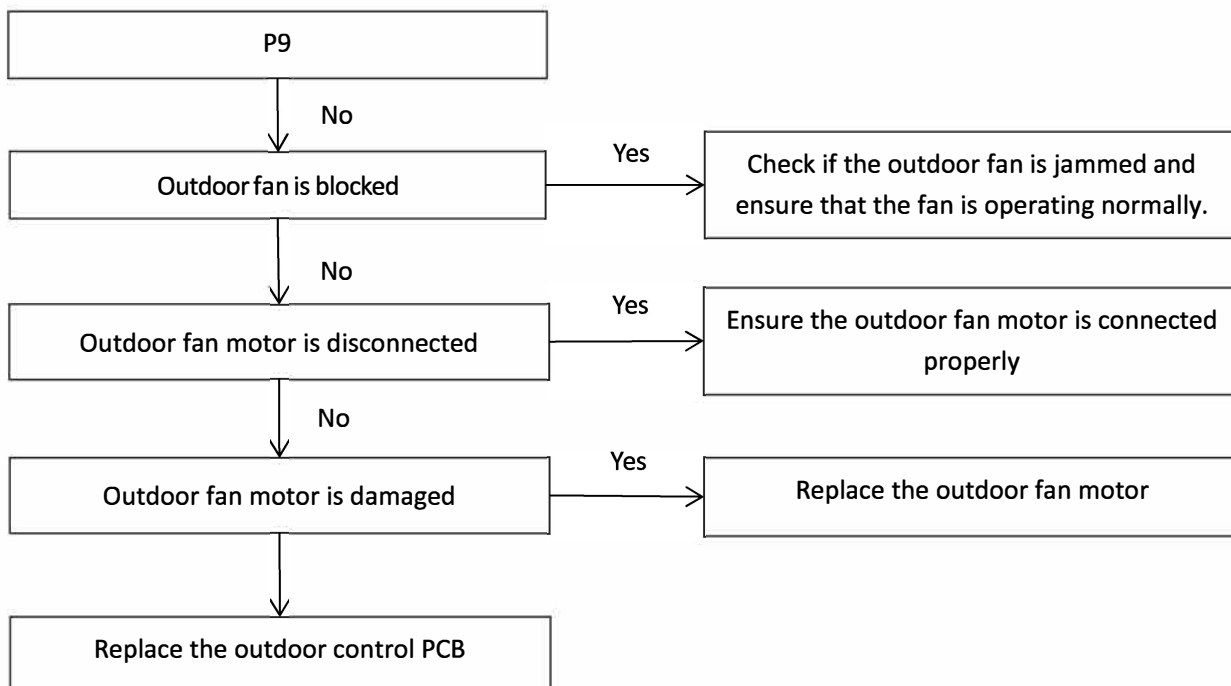 P9
No
Outdoor fan is blocked
Yes
Check if the outdoor fan is jammed and
ensure that the fan is operating normally.
No
Outdoor fan motor is disconnected
Yes
Ensure the outdoor fan motor is connected
properly
No
Outdoor fan motor is damaged
Yes
Replace the outdoor fan motor
Replace the outdoor control PCB